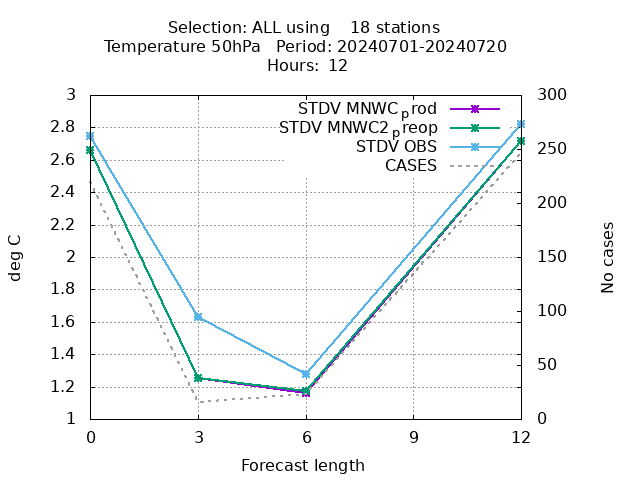 Selection: ALL using    18 stations
Temperature 50hPa   Period: 20240701-20240720
Hours:  12
3
2.8
2.6
2.4
2.2
2
1.8
1.6
1.4
1.2
1
300
250
200
150
100
50
0
0
3
6
9
12
deg C
No cases
Forecast length
STDV MNWC_prod
STDV MNWC2_preop
STDV OBS
CASES